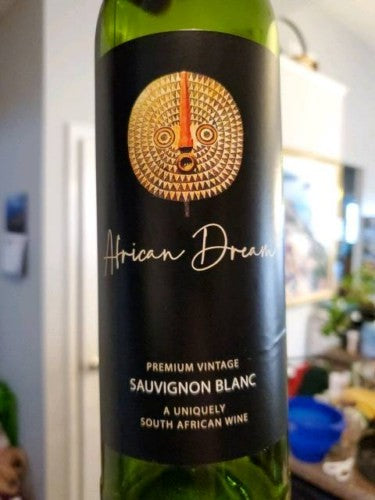 African Dream
PREMIUM VINTAGE
SAUVIGNON BLANC
A UNIQUELY
SOUTH AFRICAN WINE